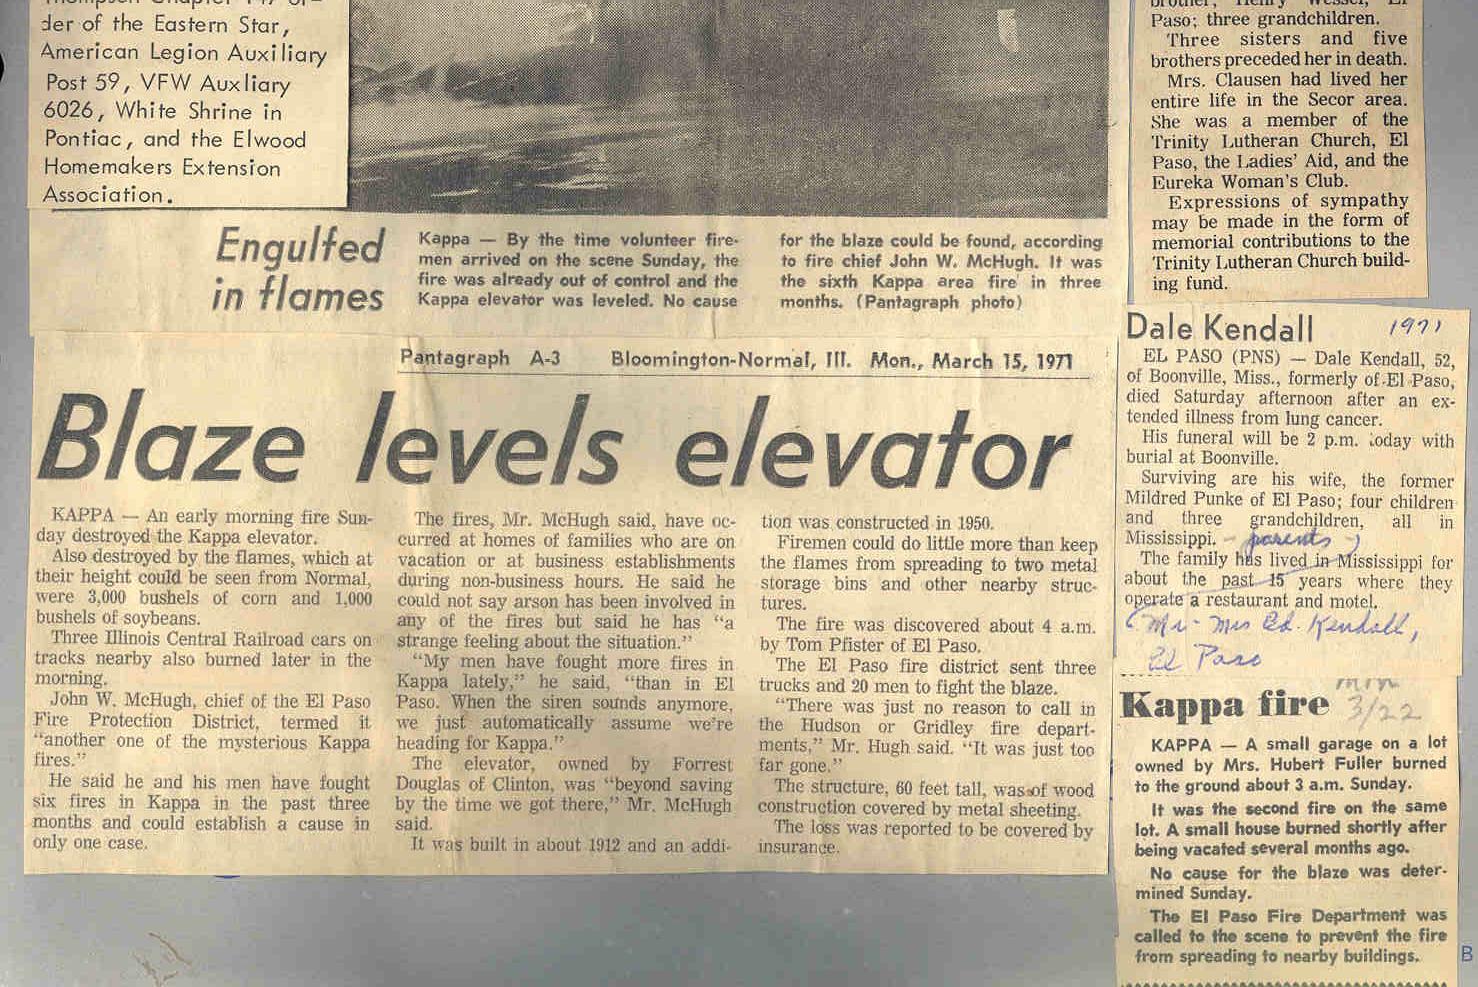 der of the Eastern Star,
American Legion Auxiliary
Post 59, VFW Auxliary
6026, White Shrine in
Pontiac, and the Elwood
Homemakers Extension
Association.
Engulfed
in flames
Kappa — By the time volunteer fire-
men arrived on the scene Sunday, the
fire was already out of control and the
Kappa elevator was leveled. No cause
for the blaze could be found, according
to fire chief John W. McHugh. It was
the sixth Kappa area fire in three
months. (Pantagraph photo)
Pantagraph A-3 Bloomington-Normal, Ill. Mon., March 15, 1971
Blaze levels elevator
KAPPA — An early morning fire Sun-
day destroyed the Kappa elevator.
Also destroyed by the flames, which at
their height could be seen from Normal,
were 3,000 bushels of corn and 1,000
bushels of soybeans.
Three Illinois Central Railroad cars on
tracks nearby also burned later in the
morning.
John W. McHugh, chief of the El Paso
Fire Protection District, termed it
“another one of the mysterious Kappa
fires.”
He said he and his men have fought
six fires in Kappa in the past three
months and could establish a cause in
only one case.
The fires, Mr. McHugh said, have oc-
curred at homes of families who are on
vacation or at business establishments
during non-business hours. He said he
could not say arson has been involved in
any of the fires but said he has “a
strange feeling about the situation.”
“My men have fought more fires in
Kappa lately,” he said, “than in El
Paso. When the siren sounds anymore,
we just automatically assume we’re
heading for Kappa.”
The elevator, owned by Forrest
Douglas of Clinton, was “beyond saving
by the time we got there,” Mr. McHugh
said.
It was built in about 1912 and an addi-
tion was constructed in 1950.
Firemen could do little more than keep
the flames from spreading to two metal
storage bins and other nearby struc-
tures.
The fire was discovered about 4 a.m.
by Tom Pfister of El Paso.
The El Paso fire district sent three
trucks and 20 men to fight the blaze.
“There was just no reason to call in
the Hudson or Gridley fire depart-
ments,” Mr. Hugh said. “It was just too
far gone.”
The structure, 60 feet tall, was of wood
construction covered by metal sheeting.
The loss was reported to be covered by
insurance.
brother, Henry Wessel, El
Paso; three grandchildren.
Three sisters and five
brothers preceded her in death.
Mrs. Clausen had lived her
entire life in the Secor area.
She was a member of the
Trinity Lutheran Church, El
Paso, the Ladies’ Aid, and the
Eureka Woman’s Club.
Expressions of sympathy
may be made in the form of
memorial contributions to the
Trinity Lutheran Church build-
ing fund.
Dale Kendall 1971
EL PASO (PNS) — Dale Kendall, 52,
of Boonville, Miss., formerly of El Paso,
died Saturday afternoon after an ex-
tended illness from lung cancer.
His funeral will be 2 p.m. today with
burial at Boonville.
Surviving are his wife, the former
Mildred Punke of El Paso; four children
and three grandchildren, all in
Mississippi. - parents -
The family has lived in Mississippi for
about the past 15 years where they
operate a restaurant and motel.
Mr - Mrs Ed. Kendall,
El Paso
Kappa fire 3/22
KAPPA — A small garage on a lot
owned by Mrs. Hubert Fuller burned
to the ground about 3 a.m. Sunday.
It was the second fire on the same
lot. A small house burned shortly after
being vacated several months ago.
No cause for the blaze was deter-
mined Sunday.
The El Paso Fire Department was
called to the scene to prevent the fire
from spreading to nearby buildings.
B